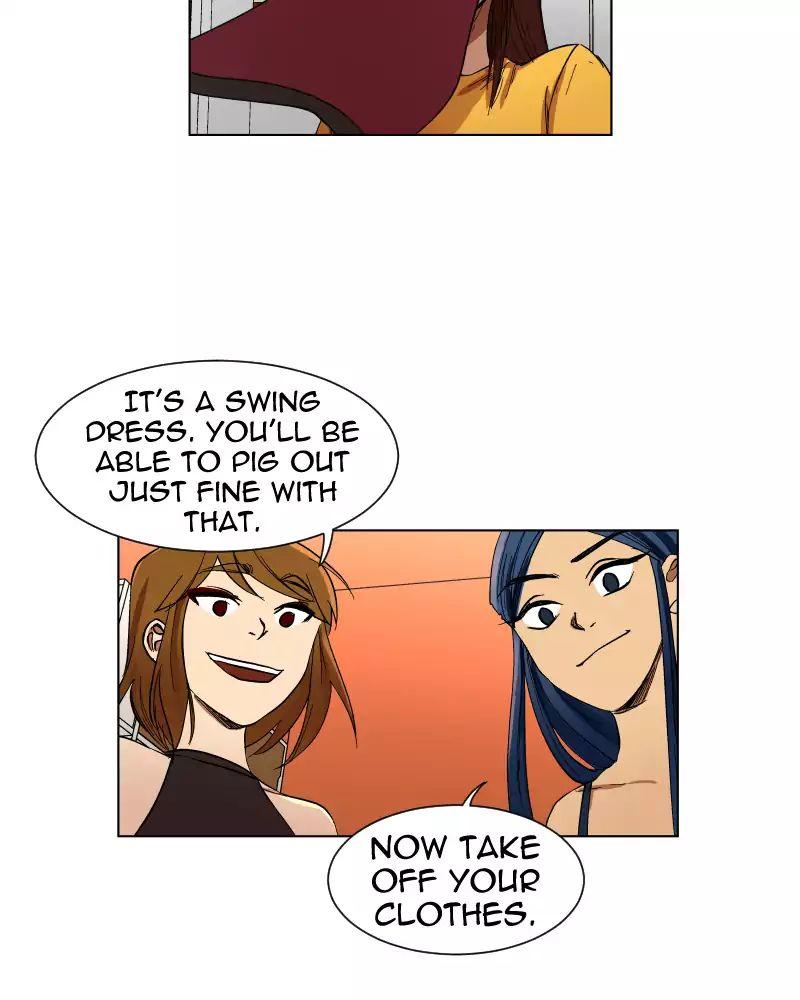 IT'S A SWING
DRESS. YOU'LL BE
ABLE TO PIG OUT
JUST FINE WITH
THAT.
NOW TAKE
OFF YOUR
CLOTHES.